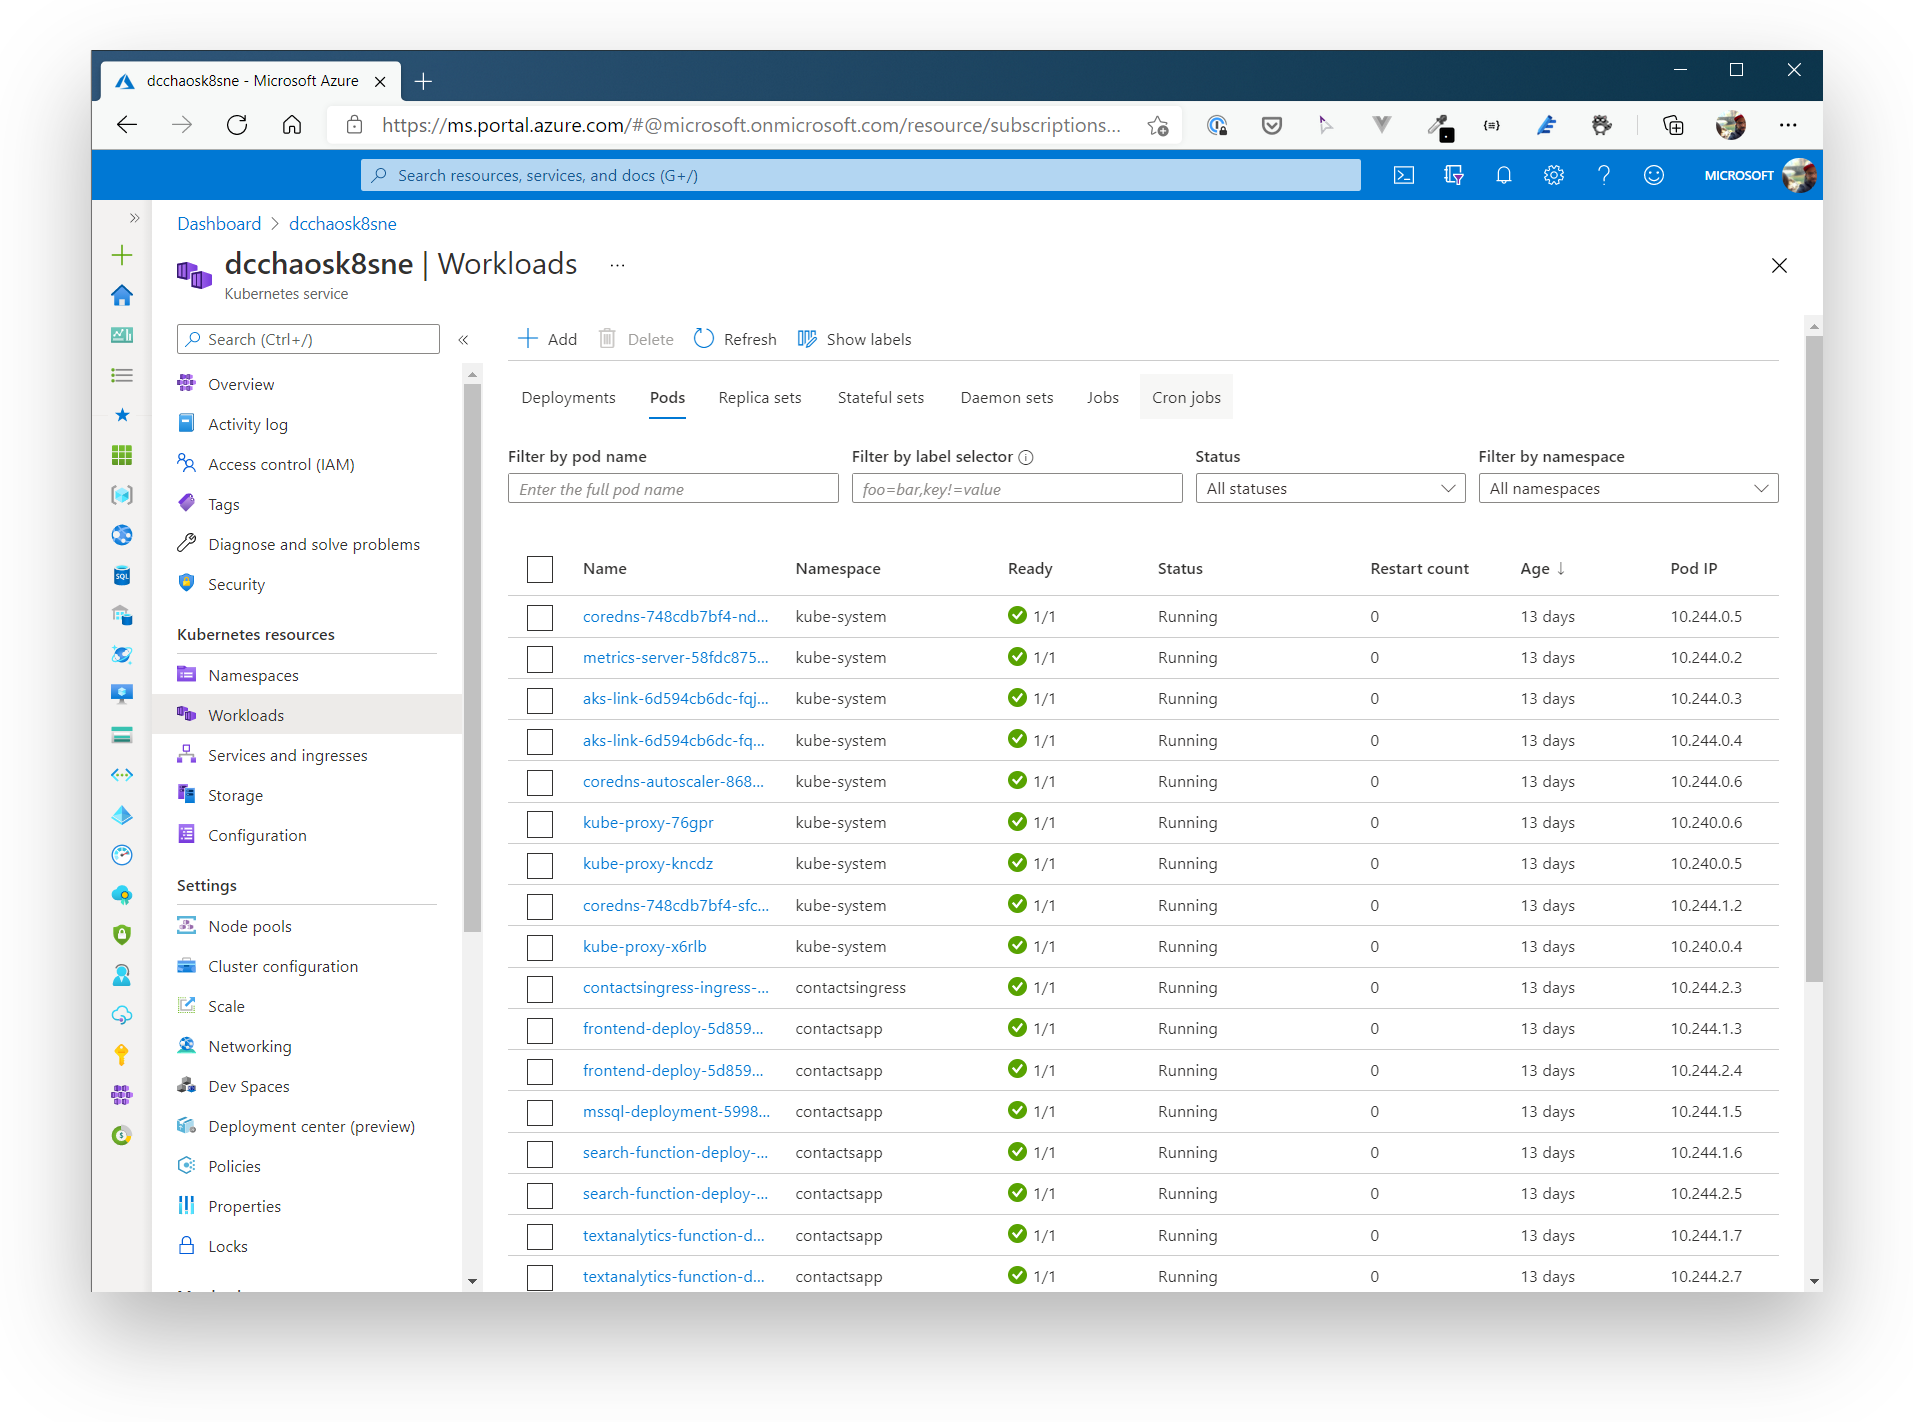 dcchaosk8sne - Microsoft Azure
https://ms.portal.azure.com/#@microsoft.onmicrosoft.com/resource/subscriptions...
Search resources, services, and docs (G+/)
MICROSOFT
Dashboard > dcchaosk8sne
dcchaosk8sne | Workloads ...
Kubernetes service
Search (Ctrl+/)
Overview
Activity log
Access control (IAM)
Tags
Diagnose and solve problems
Security
Kubernetes resources
Namespaces
Workloads
Services and ingresses
Storage
Configuration
Settings
Node pools
Cluster configuration
Scale
Networking
Dev Spaces
Deployment center (preview)
Policies
Properties
Locks
Add Delete Refresh Show labels
Deployments Pods Replica sets Stateful sets Daemon sets Jobs Cron jobs
Filter by pod name Filter by label selector Status Filter by namespace
Enter the full pod name foo=bar,key!=value All statuses All namespaces
Name Namespace Ready Status Restart count Age ↓ Pod IP
coredns-748cdb7bf4-nd... kube-system 1/1 Running 0 13 days 10.244.0.5
metrics-server-58fdc875... kube-system 1/1 Running 0 13 days 10.244.0.2
aks-link-6d594cb6dc-fqj... kube-system 1/1 Running 0 13 days 10.244.0.3
aks-link-6d594cb6dc-fq... kube-system 1/1 Running 0 13 days 10.244.0.4
coredns-autoscaler-868... kube-system 1/1 Running 0 13 days 10.244.0.6
kube-proxy-76gpr kube-system 1/1 Running 0 13 days 10.240.0.6
kube-proxy-kncdz kube-system 1/1 Running 0 13 days 10.240.0.5
coredns-748cdb7bf4-sfc... kube-system 1/1 Running 0 13 days 10.244.1.2
kube-proxy-x6rlb kube-system 1/1 Running 0 13 days 10.240.0.4
contactsingress-ingress-... contactsingress 1/1 Running 0 13 days 10.244.2.3
frontend-deploy-5d859... contactsapp 1/1 Running 0 13 days 10.244.1.3
frontend-deploy-5d859... contactsapp 1/1 Running 0 13 days 10.244.2.4
mssql-deployment-5998... contactsapp 1/1 Running 0 13 days 10.244.1.5
search-function-deploy-... contactsapp 1/1 Running 0 13 days 10.244.1.6
search-function-deploy-... contactsapp 1/1 Running 0 13 days 10.244.2.5
textanalytics-function-d... contactsapp 1/1 Running 0 13 days 10.244.1.7
textanalytics-function-d... contactsapp 1/1 Running 0 13 days 10.244.2.7